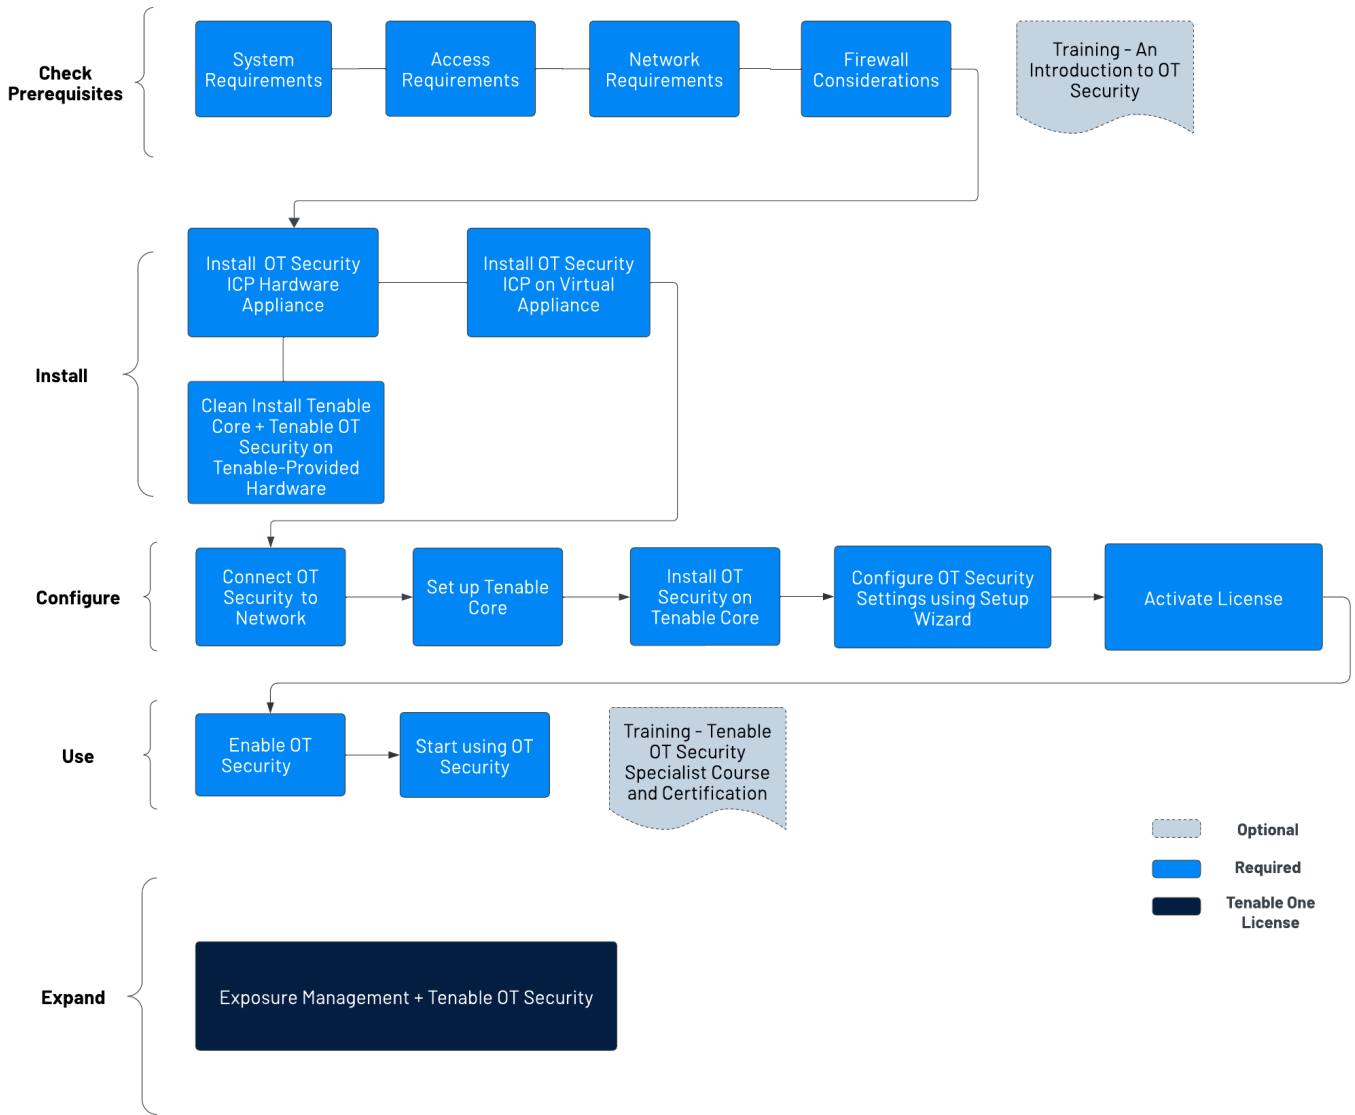 Check
Prerequisites
System
Requirements
Access
Requirements
Network
Requirements
Firewall
Considerations
Training - An
Introduction to OT
Security
Install
Install OT Security
ICP Hardware
Appliance
Install OT Security
ICP on Virtual
Appliance
Clean Install Tenable
Core + Tenable OT
Security on
Tenable-Provided
Hardware
Configure
Connect OT
Security to
Network
Set up Tenable
Core
Install OT
Security on
Tenable Core
Configure OT Security
Settings using Setup
Wizard
Activate License
Use
Enable OT
Security
Start using OT
Security
Training - Tenable
OT Security
Specialist Course
and Certification
Optional
Required
Tenable One
License
Expand
Exposure Management + Tenable OT Security